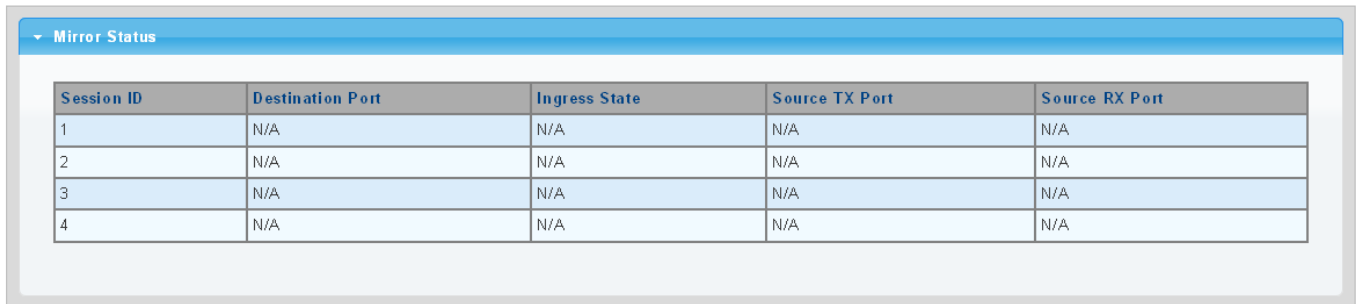 Mirror Status
Session ID Destination Port Ingress State Source TX Port Source RX Port
1 N/A N/A N/A N/A
2 N/A N/A N/A N/A
3 N/A N/A N/A N/A
4 N/A N/A N/A N/A